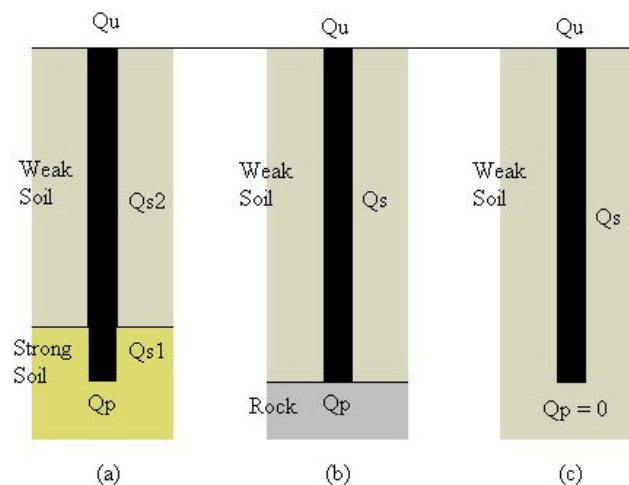 Qu
Qu
Qu
Weak
Soil
Qs2
Weak
Soil
Qs
Weak
Soil
Qs
Strong
Soil
Qs1
Qp
Rock
Qp
Qp = 0
(a)
(b)
(c)